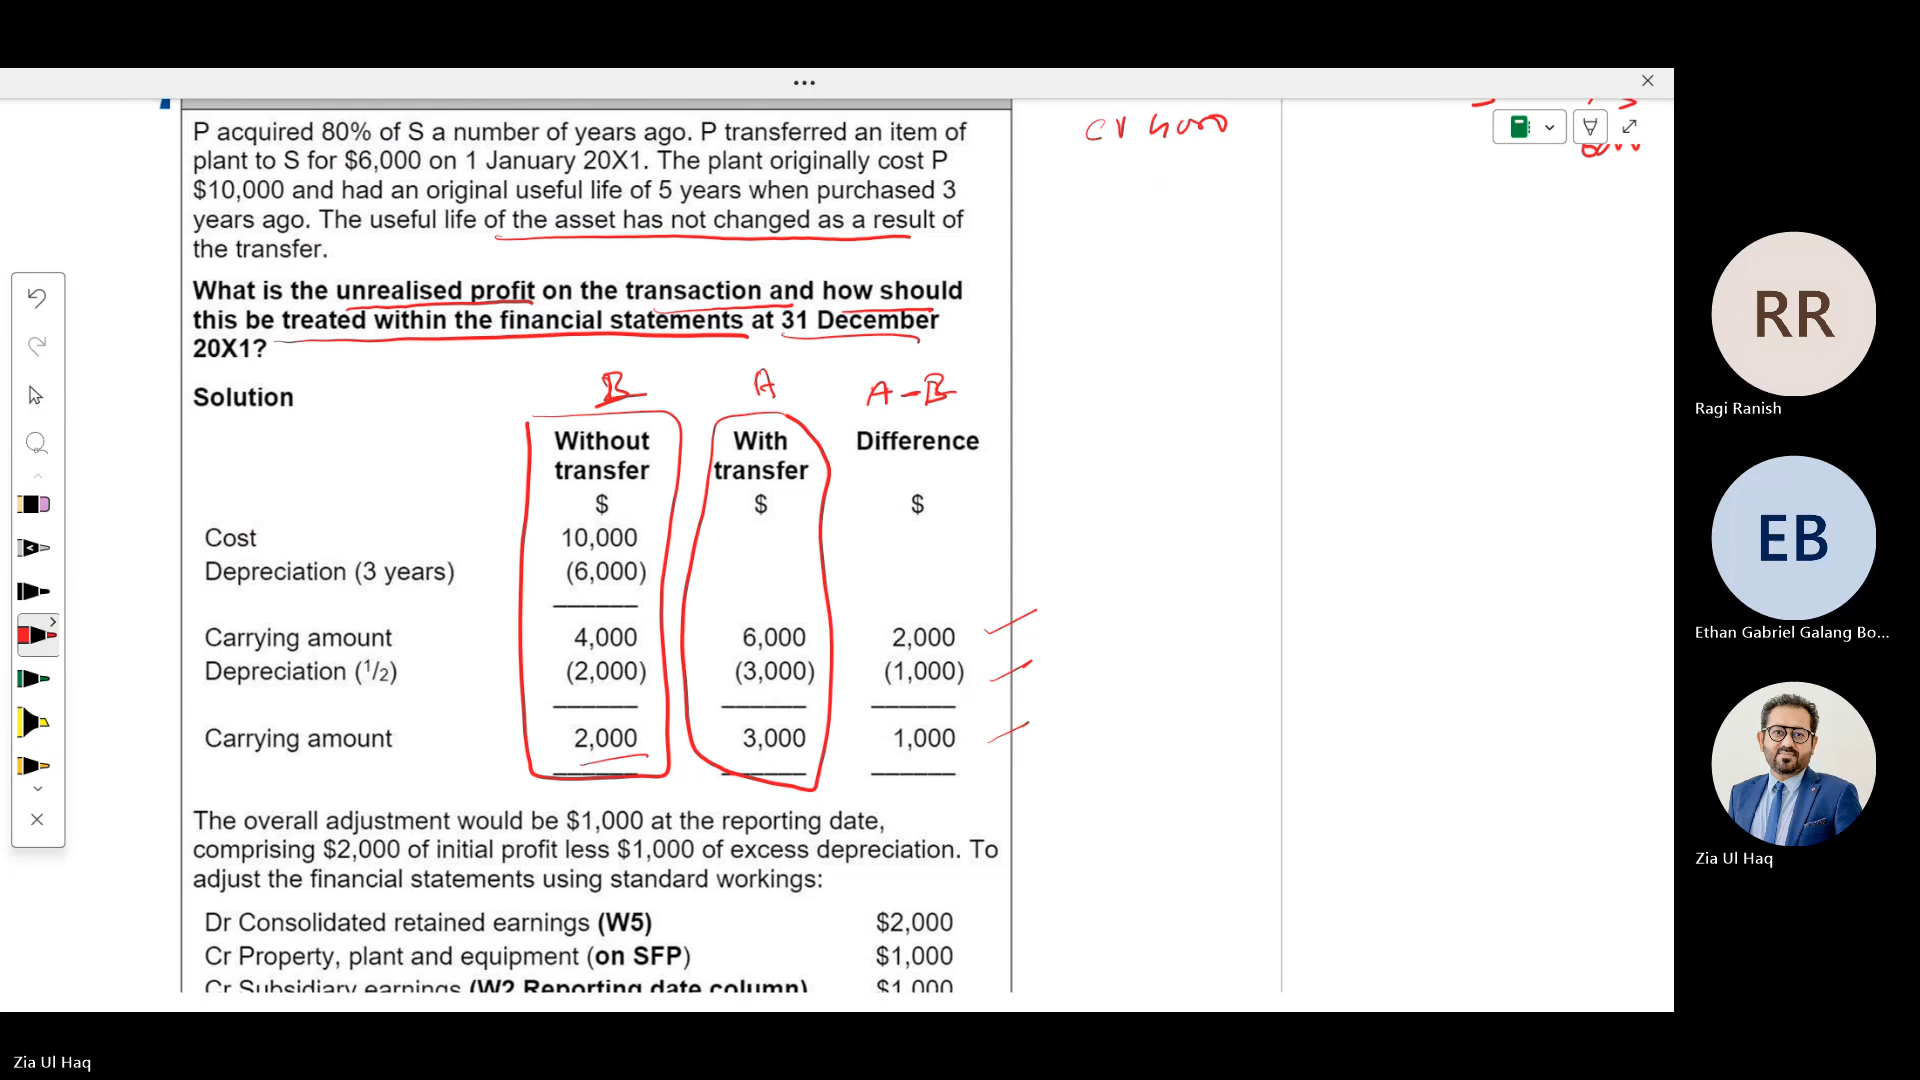 P acquired 80% of S a number of years ago. P transferred an item of
plant to S for $6,000 on 1 January 20X1. The plant originally cost P
$10,000 and had an original useful life of 5 years when purchased 3
years ago. The useful life of the asset has not changed as a result of
the transfer.
What is the unrealised profit on the transaction and how should
this be treated within the financial statements at 31 December
20X1?
Solution
B A A-B
Without With Difference
transfer transfer
$ $ $
Cost 10,000
Depreciation (3 years) (6,000)
Carrying amount 4,000 6,000 2,000
Depreciation (1/2) (2,000) (3,000) (1,000)
Carrying amount 2,000 3,000 1,000
The overall adjustment would be $1,000 at the reporting date,
comprising $2,000 of initial profit less $1,000 of excess depreciation. To
adjust the financial statements using standard workings:
Dr Consolidated retained earnings (W5) $2,000
Cr Property, plant and equipment (on SFP) $1,000
Cr Subsidiary earnings (W2 Reporting date column) $1,000
CV
RR
Ragi Ranish
EB
Ethan Gabriel Galang Bo...
Zia Ul Haq
Zia Ul Haq